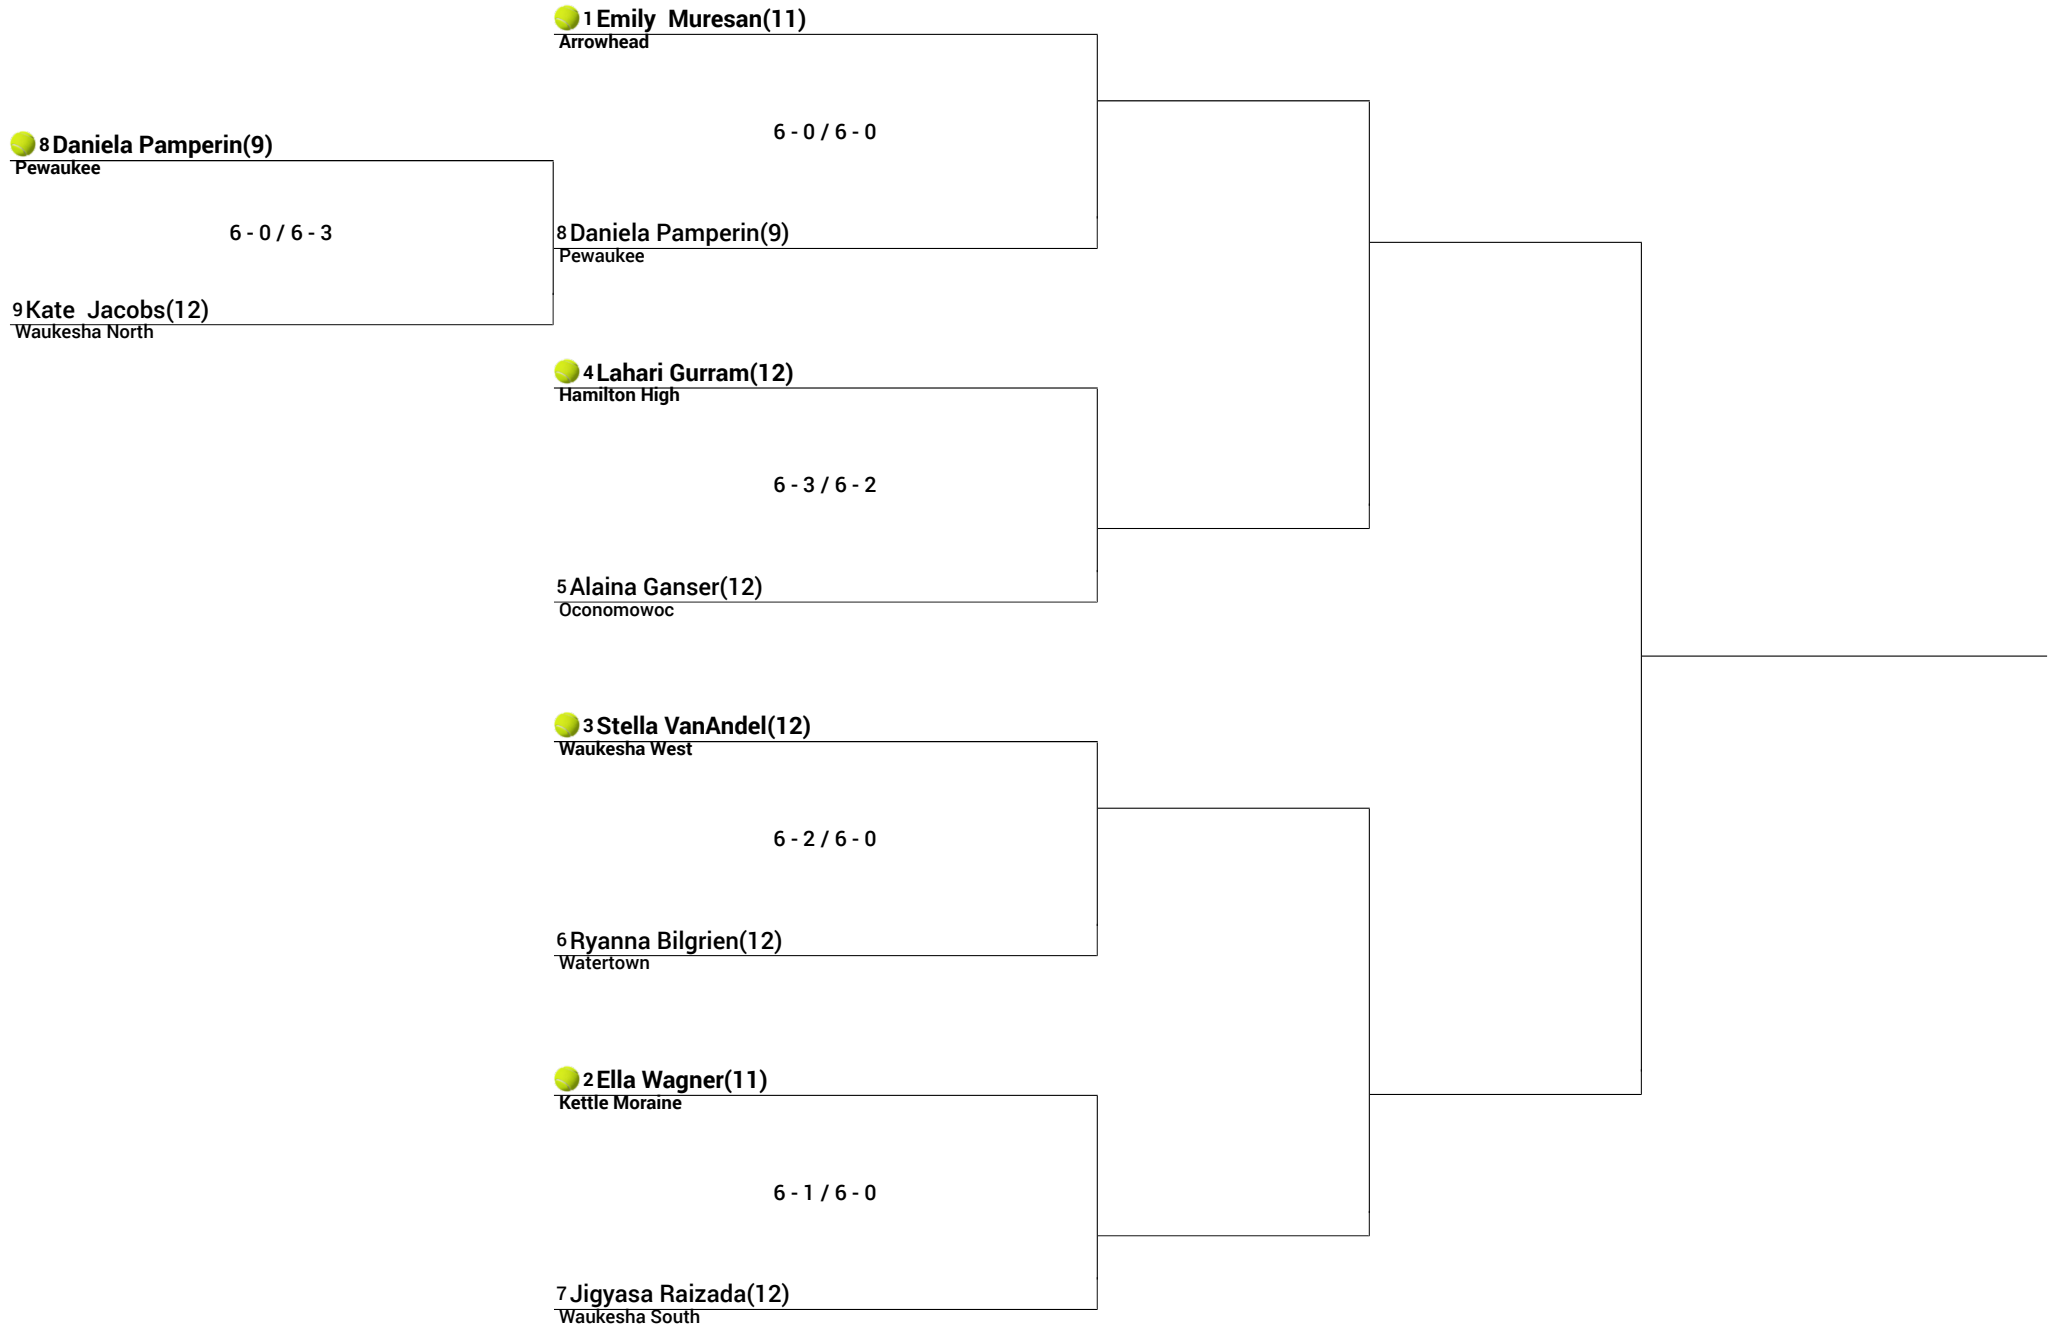 1 Emily  Muresan(11)
Arrowhead
6 - 0 / 6 - 0
8 Daniela Pamperin(9)
Pewaukee
6 - 0 / 6 - 3
8 Daniela Pamperin(9)
Pewaukee
9 Kate  Jacobs(12)
Waukesha North
4 Lahari Gurram(12)
Hamilton High
6 - 3 / 6 - 2
5 Alaina Ganser(12)
Oconomowoc
3 Stella VanAndel(12)
Waukesha West
6 - 2 / 6 - 0
6 Ryanna Bilgrien(12)
Watertown
2 Ella Wagner(11)
Kettle Moraine
6 - 1 / 6 - 0
7 Jigyasa Raizada(12)
Waukesha South